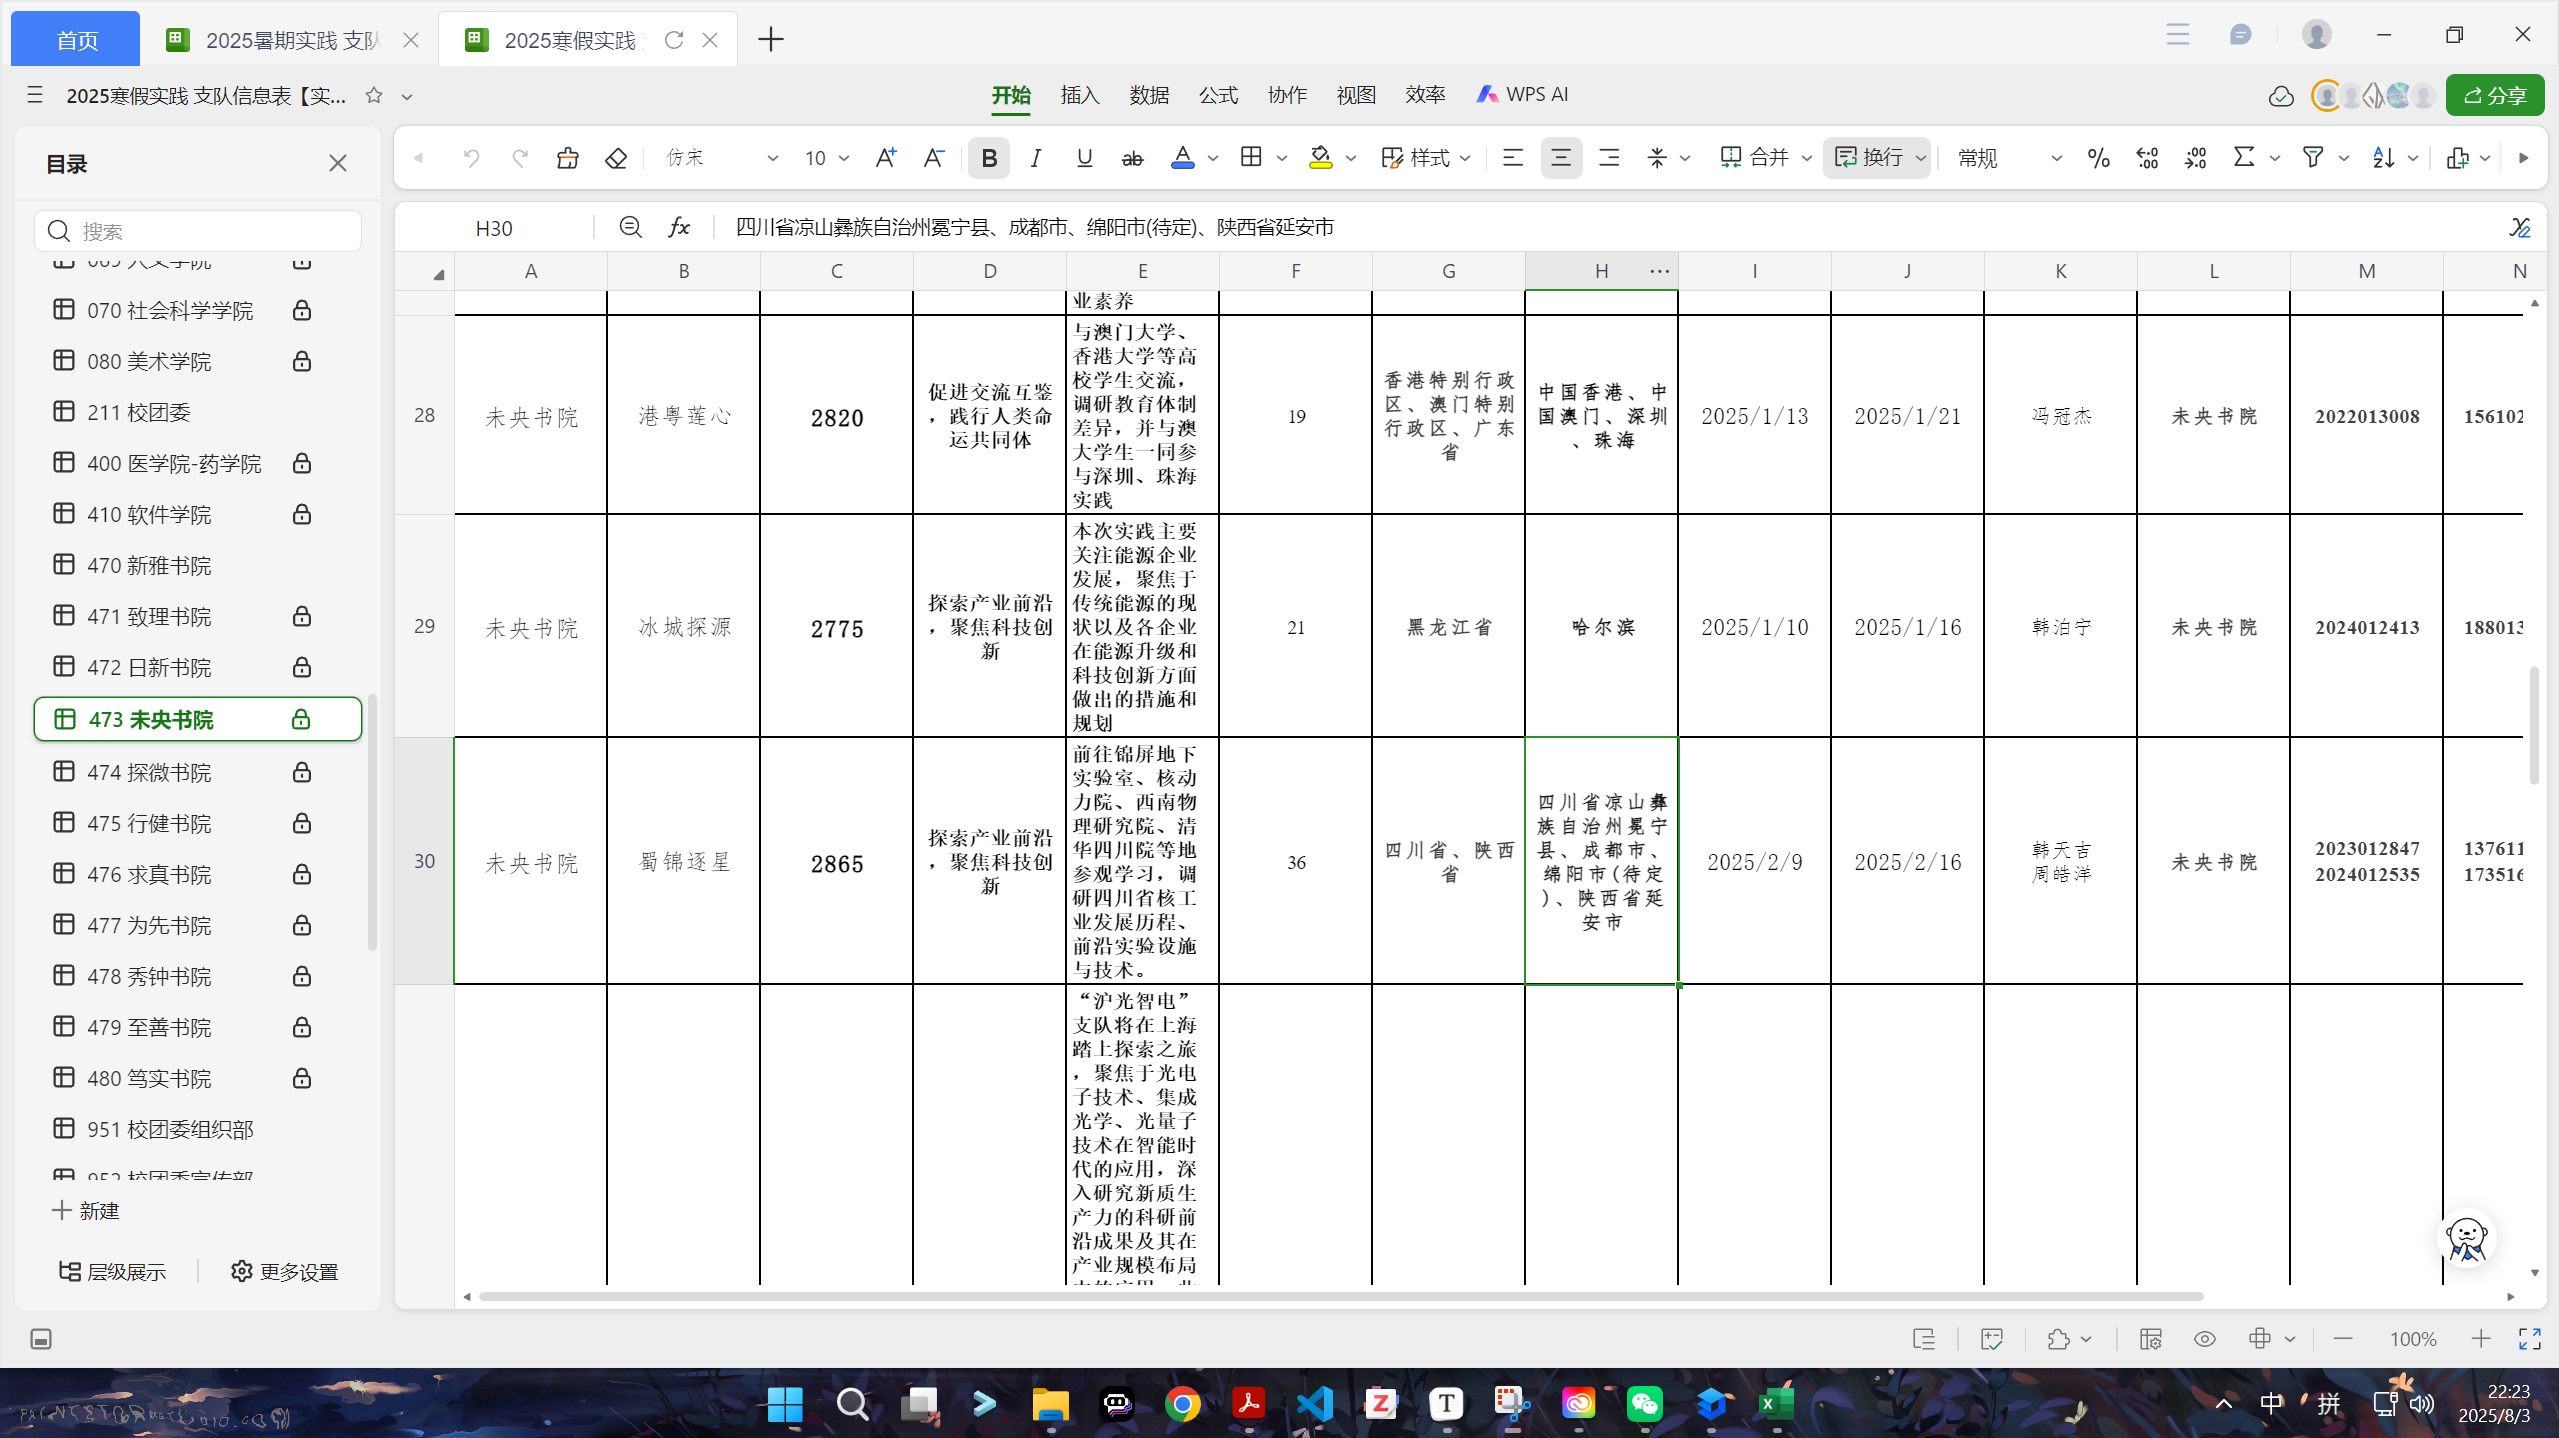 首页
2025暑期实践 支队
2025寒假实践
2025寒假实践 支队信息表【实...
开始 插入 数据 公式 协作 视图 效率 WPS AI
分享
目录
搜索
070 社会科学学院
080 美术学院
211 校团委
400 医学院-药学院
410 软件学院
470 新雅书院
471 致理书院
472 日新书院
473 未央书院
474 探微书院
475 行健书院
476 求真书院
477 为先书院
478 秀钟书院
479 至善书院
480 笃实书院
951 校团委组织部
新建
层级展示 更多设置
仿宋 10 B I U ab A 样式 合并 换行 常规 %
H30 fx 四川省凉山彝族自治州冕宁县、成都市、绵阳市(待定)、陕西省延安市
A B C D E F G H I J K L M N
业素养
28
未央书院
港粤莲心
2820
促进交流互鉴
，践行人类命
运共同体
与澳门大学、
香港大学等高
校学生交流，
调研教育体制
差异，并与澳
大学生一同参
与深圳、珠海
实践
19
香港特别行政
区、澳门特别
行政区、广东
省
中国香港、中
国澳门、深圳
、珠海
2025/1/13
2025/1/21
冯冠杰
未央书院
2022013008
156102
29
未央书院
冰城探源
2775
探索产业前沿
，聚焦科技创
新
本次实践主要
关注能源企业
发展，聚焦于
传统能源的现
状以及各企业
在能源升级和
科技创新方面
做出的措施和
规划
21
黑龙江省
哈尔滨
2025/1/10
2025/1/16
韩泊宁
未央书院
2024012413
188013
30
未央书院
蜀锦逐星
2865
探索产业前沿
，聚焦科技创
新
前往锦屏地下
实验室、核动
力院、西南物
理研究院、清
华四川院等地
参观学习，调
研四川省核工
业发展历程、
前沿实验设施
与技术。
36
四川省、陕西
省
四川省凉山彝
族自治州冕宁
县、成都市、
绵阳市(待定
)、陕西省延
安市
2025/2/9
2025/2/16
韩天吉
周皓洋
未央书院
2023012847
2024012535
137611
173516
“沪光智电”
支队将在上海
踏上探索之旅
，聚焦于光电
子技术、集成
光学、光量子
技术在智能时
代的应用，深
入研究新质生
产力的科研前
沿成果及其在
产业规模布局
100%
中 拼
22:23
2025/8/3